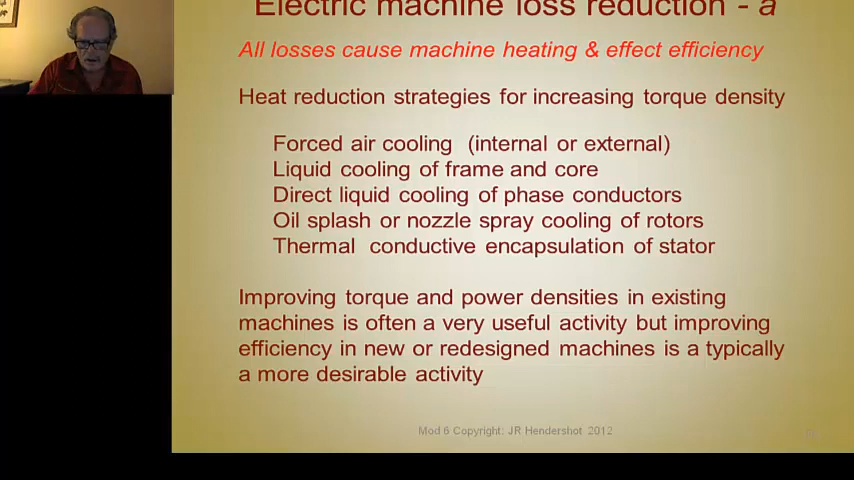 Electric machine loss reduction - a
All losses cause machine heating & effect efficiency
Heat reduction strategies for increasing torque density
Forced air cooling (internal or external)
Liquid cooling of frame and core
Direct liquid cooling of phase conductors
Oil splash or nozzle spray cooling of rotors
Thermal conductive encapsulation of stator
Improving torque and power densities in existing
machines is often a very useful activity but improving
efficiency in new or redesigned machines is a typically
a more desirable activity
Mod 6 Copyright: JR Hendershot 2012